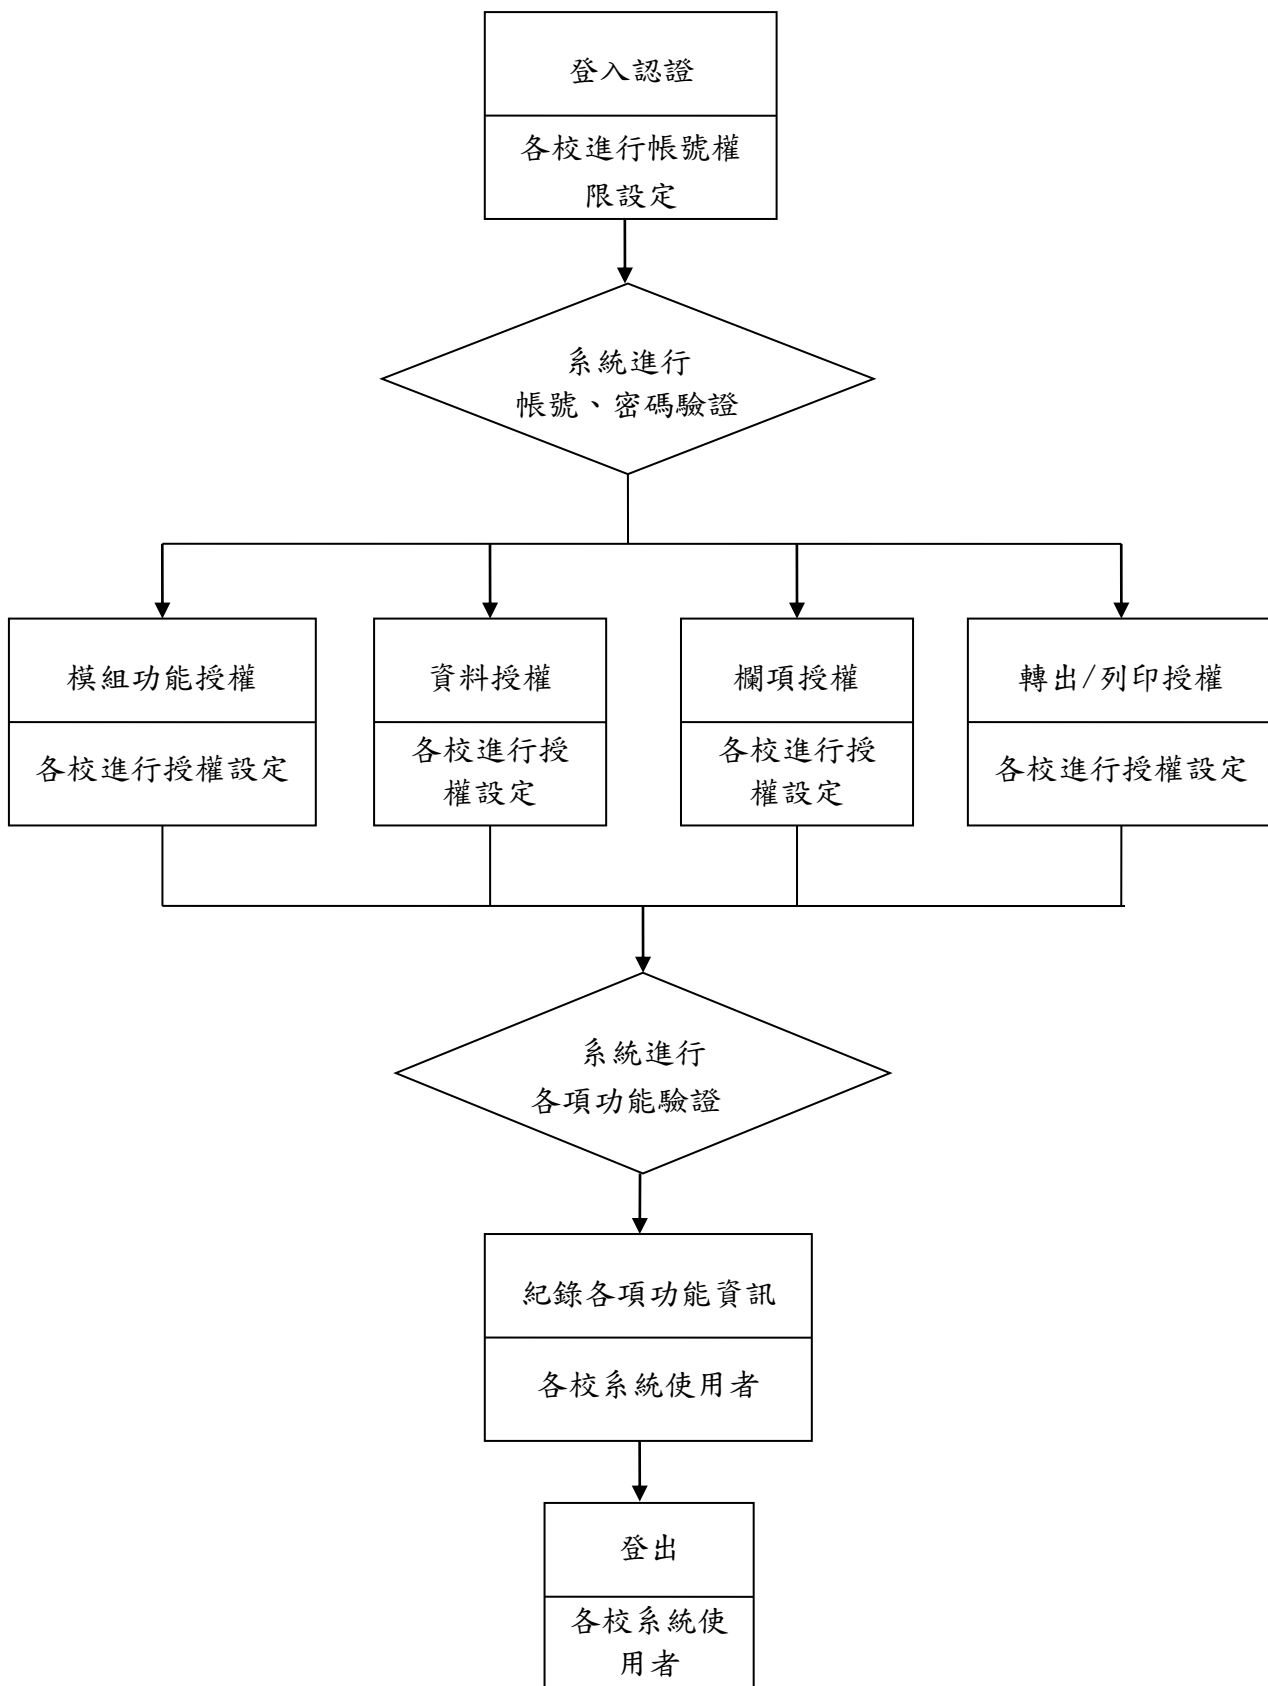 登入認證
各校進行帳號權
限設定
系統進行
帳號、密碼驗證
模組功能授權
各校進行授權設定
資料授權
各校進行授
權設定
欄項授權
各校進行授
權設定
轉出/列印授權
各校進行授權設定
系統進行
各項功能驗證
紀錄各項功能資訊
各校系統使用者
登出
各校系統使
用者